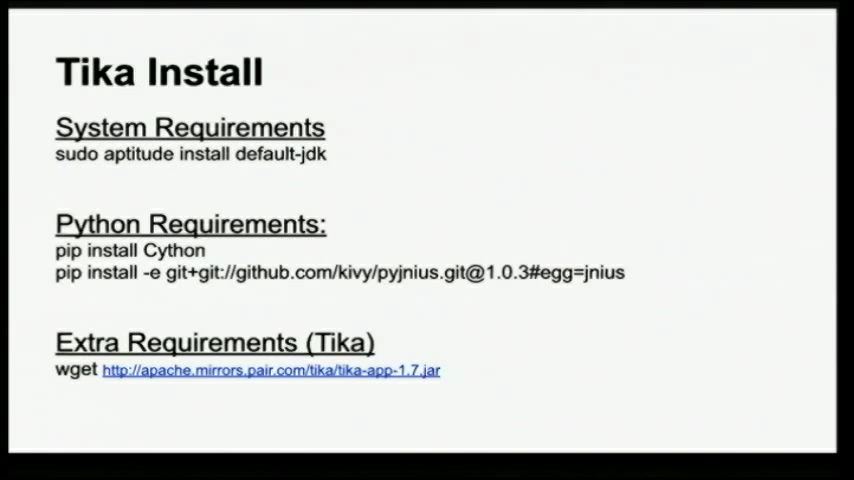 Tika Install
System Requirements
sudo aptitude install default-jdk
Python Requirements:
pip install Cython
pip install -e git+git://github.com/kivy/pyjnius.git@1.0.3#egg=jnius
Extra Requirements (Tika)
wget http://apache.mirrors.pair.com/tika/tika-app-1.7.jar